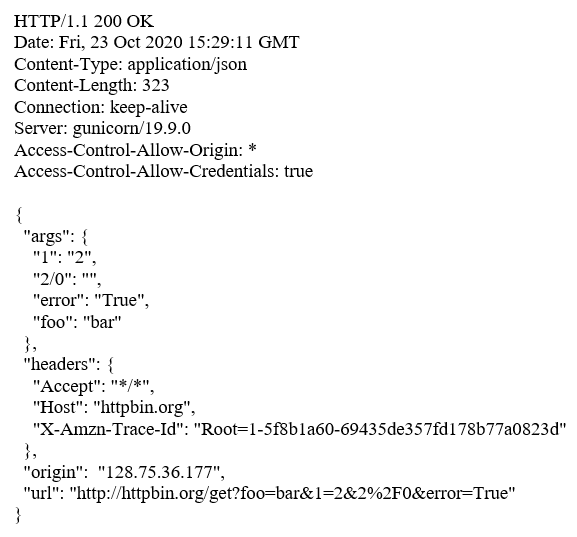 HTTP/1.1 200 OK
Date: Fri, 23 Oct 2020 15:29:11 GMT
Content-Type: application/json
Content-Length: 323
Connection: keep-alive
Server: gunicorn/19.9.0
Access-Control-Allow-Origin: *
Access-Control-Allow-Credentials: true

{
  "args": {
    "1": "2",
    "2/0": "",
    "error": "True",
    "foo": "bar"
  },
  "headers": {
    "Accept": "*/*",
    "Host": "httpbin.org",
    "X-Amzn-Trace-Id": "Root=1-5f8b1a60-69435de357fd178b77a0823d"
  },
  "origin":  "128.75.36.177",
  "url": "http://httpbin.org/get?foo=bar&1=2&2%2F0&error=True"
}